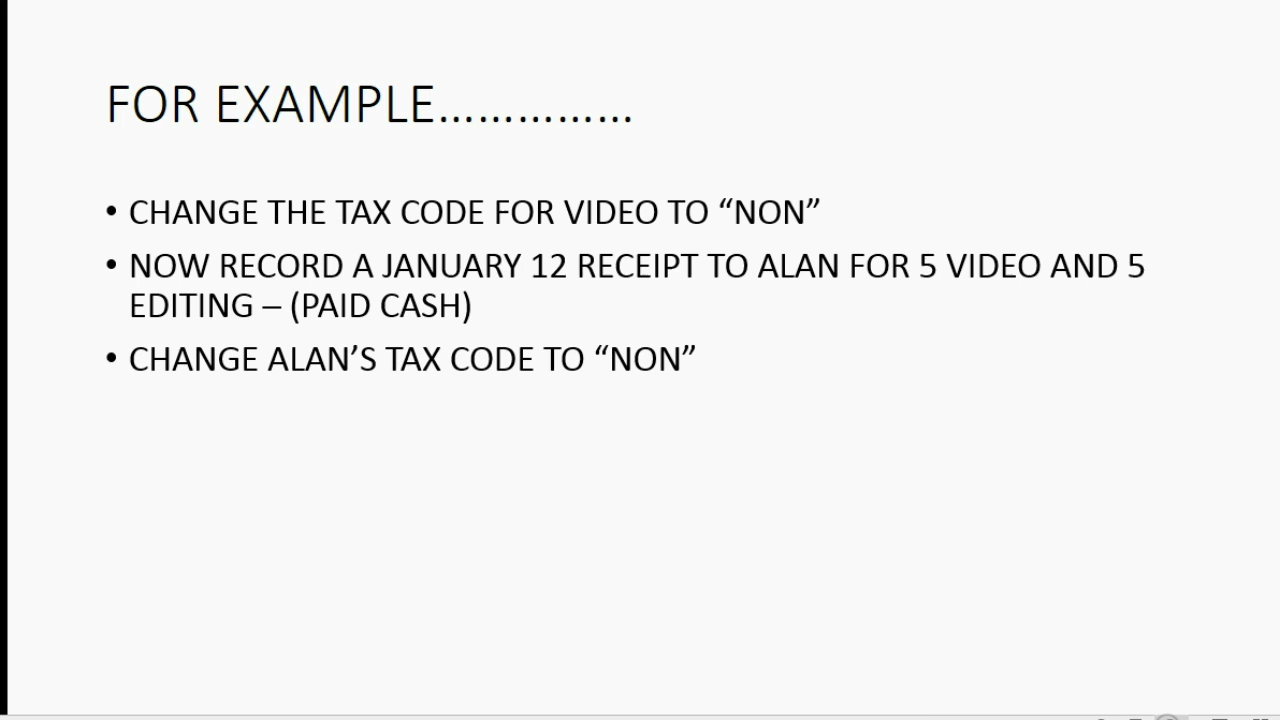 FOR EXAMPLE……………
• CHANGE THE TAX CODE FOR VIDEO TO “NON”
• NOW RECORD A JANUARY 12 RECEIPT TO ALAN FOR 5 VIDEO AND 5
EDITING – (PAID CASH)
• CHANGE ALAN’S TAX CODE TO “NON”